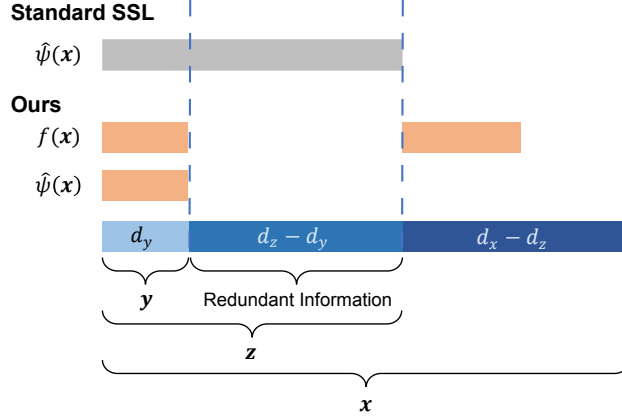 Standard SSL
ψ̂(x)
Ours
f(x)
ψ̂(x)
d_y d_z − d_y d_x − d_z
y Redundant Information
z
x